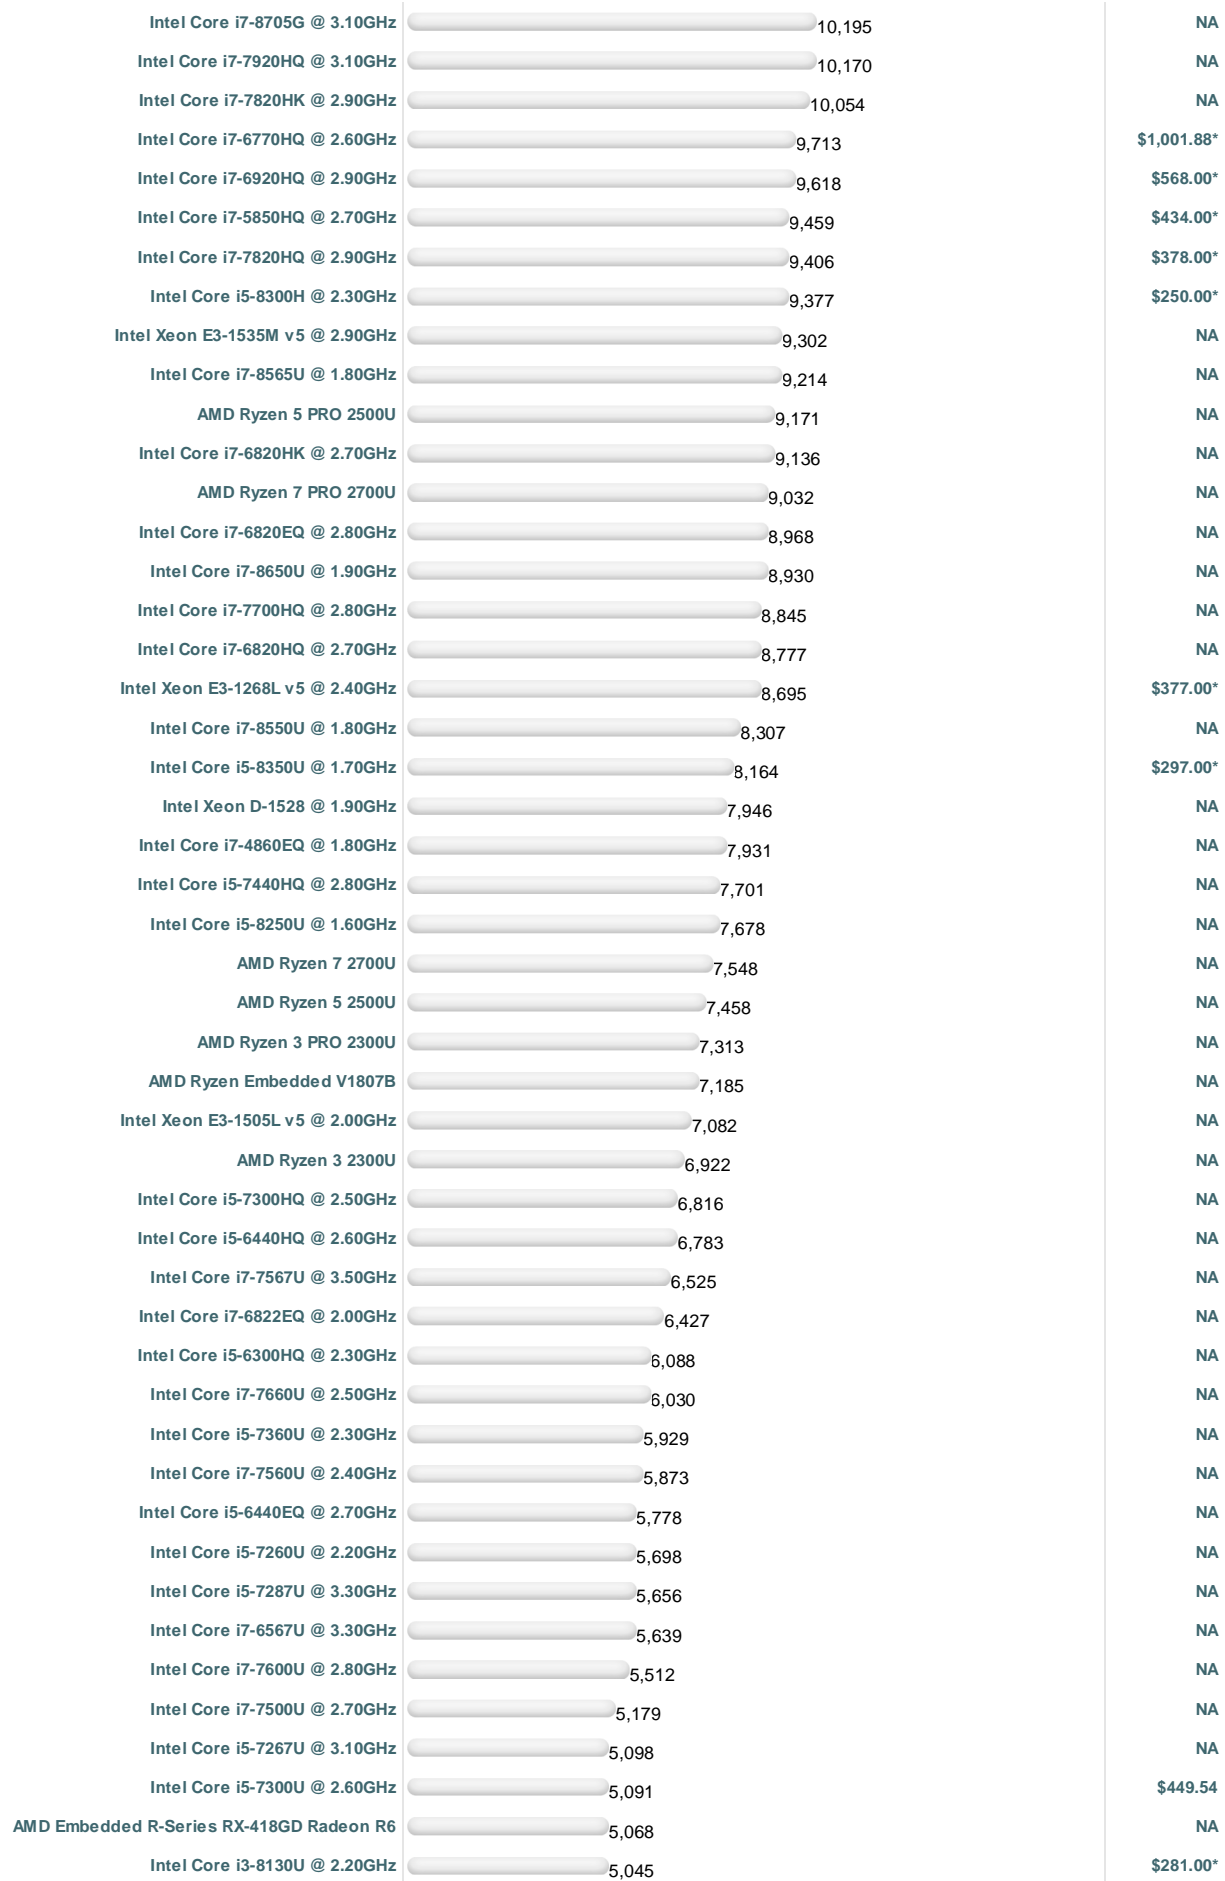 Intel Core i7-8705G @ 3.10GHz 10,195 NA
Intel Core i7-7920HQ @ 3.10GHz 10,170 NA
Intel Core i7-7820HK @ 2.90GHz 10,054 NA
Intel Core i7-6770HQ @ 2.60GHz 9,713 $1,001.88*
Intel Core i7-6920HQ @ 2.90GHz 9,618 $568.00*
Intel Core i7-5850HQ @ 2.70GHz 9,459 $434.00*
Intel Core i7-7820HQ @ 2.90GHz 9,406 $378.00*
Intel Core i5-8300H @ 2.30GHz 9,377 $250.00*
Intel Xeon E3-1535M v5 @ 2.90GHz 9,302 NA
Intel Core i7-8565U @ 1.80GHz 9,214 NA
AMD Ryzen 5 PRO 2500U 9,171 NA
Intel Core i7-6820HK @ 2.70GHz 9,136 NA
AMD Ryzen 7 PRO 2700U 9,032 NA
Intel Core i7-6820EQ @ 2.80GHz 8,968 NA
Intel Core i7-8650U @ 1.90GHz 8,930 NA
Intel Core i7-7700HQ @ 2.80GHz 8,845 NA
Intel Core i7-6820HQ @ 2.70GHz 8,777 NA
Intel Xeon E3-1268L v5 @ 2.40GHz 8,695 $377.00*
Intel Core i7-8550U @ 1.80GHz 8,307 NA
Intel Core i5-8350U @ 1.70GHz 8,164 $297.00*
Intel Xeon D-1528 @ 1.90GHz 7,946 NA
Intel Core i7-4860EQ @ 1.80GHz 7,931 NA
Intel Core i5-7440HQ @ 2.80GHz 7,701 NA
Intel Core i5-8250U @ 1.60GHz 7,678 NA
AMD Ryzen 7 2700U 7,548 NA
AMD Ryzen 5 2500U 7,458 NA
AMD Ryzen 3 PRO 2300U 7,313 NA
AMD Ryzen Embedded V1807B 7,185 NA
Intel Xeon E3-1505L v5 @ 2.00GHz 7,082 NA
AMD Ryzen 3 2300U 6,922 NA
Intel Core i5-7300HQ @ 2.50GHz 6,816 NA
Intel Core i5-6440HQ @ 2.60GHz 6,783 NA
Intel Core i7-7567U @ 3.50GHz 6,525 NA
Intel Core i7-6822EQ @ 2.00GHz 6,427 NA
Intel Core i5-6300HQ @ 2.30GHz 6,088 NA
Intel Core i7-7660U @ 2.50GHz 6,030 NA
Intel Core i5-7360U @ 2.30GHz 5,929 NA
Intel Core i7-7560U @ 2.40GHz 5,873 NA
Intel Core i5-6440EQ @ 2.70GHz 5,778 NA
Intel Core i5-7260U @ 2.20GHz 5,698 NA
Intel Core i5-7287U @ 3.30GHz 5,656 NA
Intel Core i7-6567U @ 3.30GHz 5,639 NA
Intel Core i7-7600U @ 2.80GHz 5,512 NA
Intel Core i7-7500U @ 2.70GHz 5,179 NA
Intel Core i5-7267U @ 3.10GHz 5,098 NA
Intel Core i5-7300U @ 2.60GHz 5,091 $449.54
AMD Embedded R-Series RX-418GD Radeon R6 5,068 NA
Intel Core i3-8130U @ 2.20GHz 5,045 $281.00*